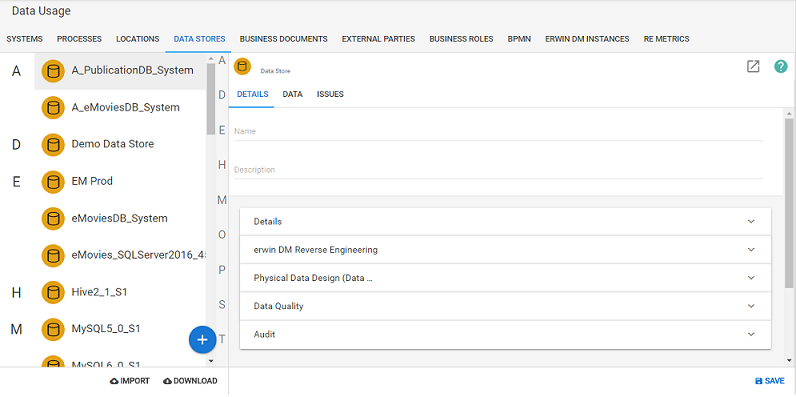 Data Usage
SYSTEMS PROCESSES LOCATIONS DATA STORES BUSINESS DOCUMENTS EXTERNAL PARTIES BUSINESS ROLES BPMN ERWIN DM INSTANCES RE METRICS
A A_PublicationDB_System
A_eMoviesDB_System
D Demo Data Store
E EM Prod
eMoviesDB_System
eMovies_SQLServer2016_45
H Hive2_1_S1
M MySQL5_0_S1
MySQL6_0_S1
+
A
D
E
H
M
O
P
S
T
IMPORT DOWNLOAD
Data Store
?
DETAILS DATA ISSUES
Name
Description
Details
erwin DM Reverse Engineering
Physical Data Design (Data ...
Data Quality
Audit
SAVE